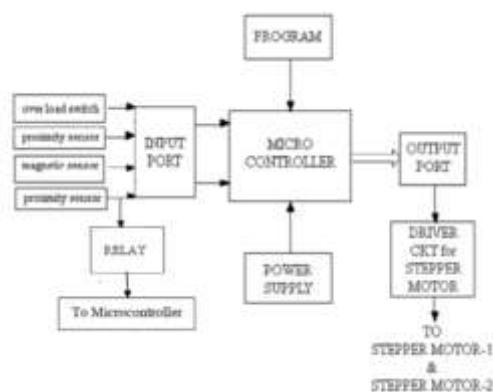 PROGRAM
over load switch
proximity sensor
magnetic sensor
proximity sensor
INPUT
PORT
MICRO
CONTROLLER
OUTPUT
PORT
RELAY
To Microcontroller
POWER
SUPPLY
DRIVER
CKT for
STEPPER
MOTOR
TO
STEPPER MOTOR-1
&
STEPPER MOTOR-2